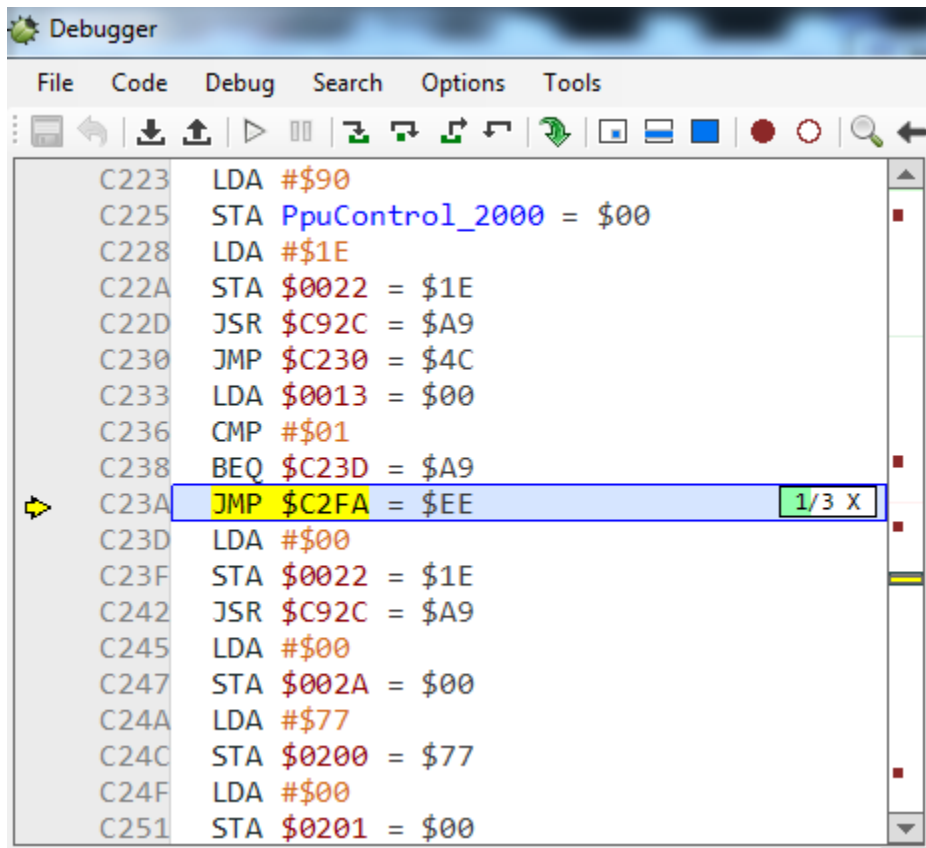 Debugger
File Code Debug Search Options Tools
C223 LDA #$90
C225 STA PpuControl_2000 = $00
C228 LDA #$1E
C22A STA $0022 = $1E
C22D JSR $C92C = $A9
C230 JMP $C230 = $4C
C233 LDA $0013 = $00
C236 CMP #$01
C238 BEQ $C23D = $A9
C23A JMP $C2FA = $EE 1/3 X
C23D LDA #$00
C23F STA $0022 = $1E
C242 JSR $C92C = $A9
C245 LDA #$00
C247 STA $002A = $00
C24A LDA #$77
C24C STA $0200 = $77
C24F LDA #$00
C251 STA $0201 = $00